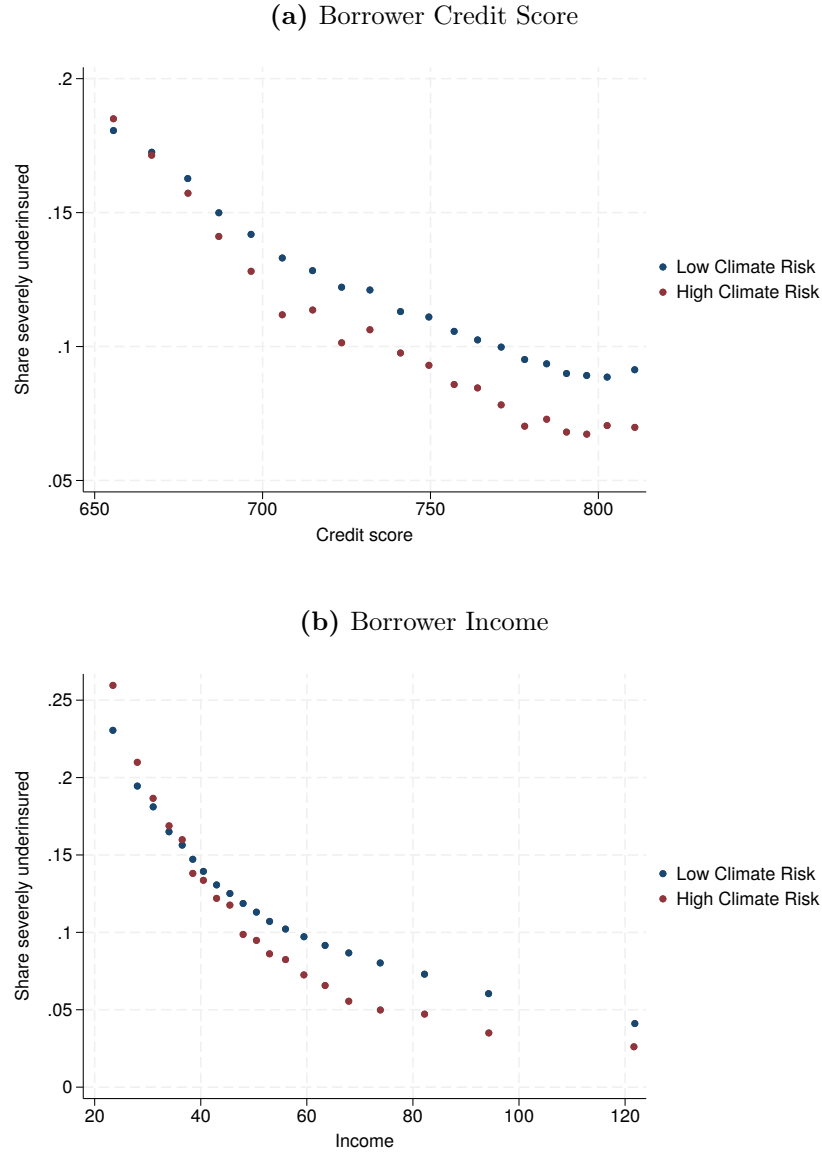 (a) Borrower Credit Score
.2
.15
.1
.05
Share severely underinsured
650 700 750 800
Credit score
Low Climate Risk
High Climate Risk
(b) Borrower Income
.25
.2
.15
.1
.05
0
Share severely underinsured
20 40 60 80 100 120
Income
Low Climate Risk
High Climate Risk